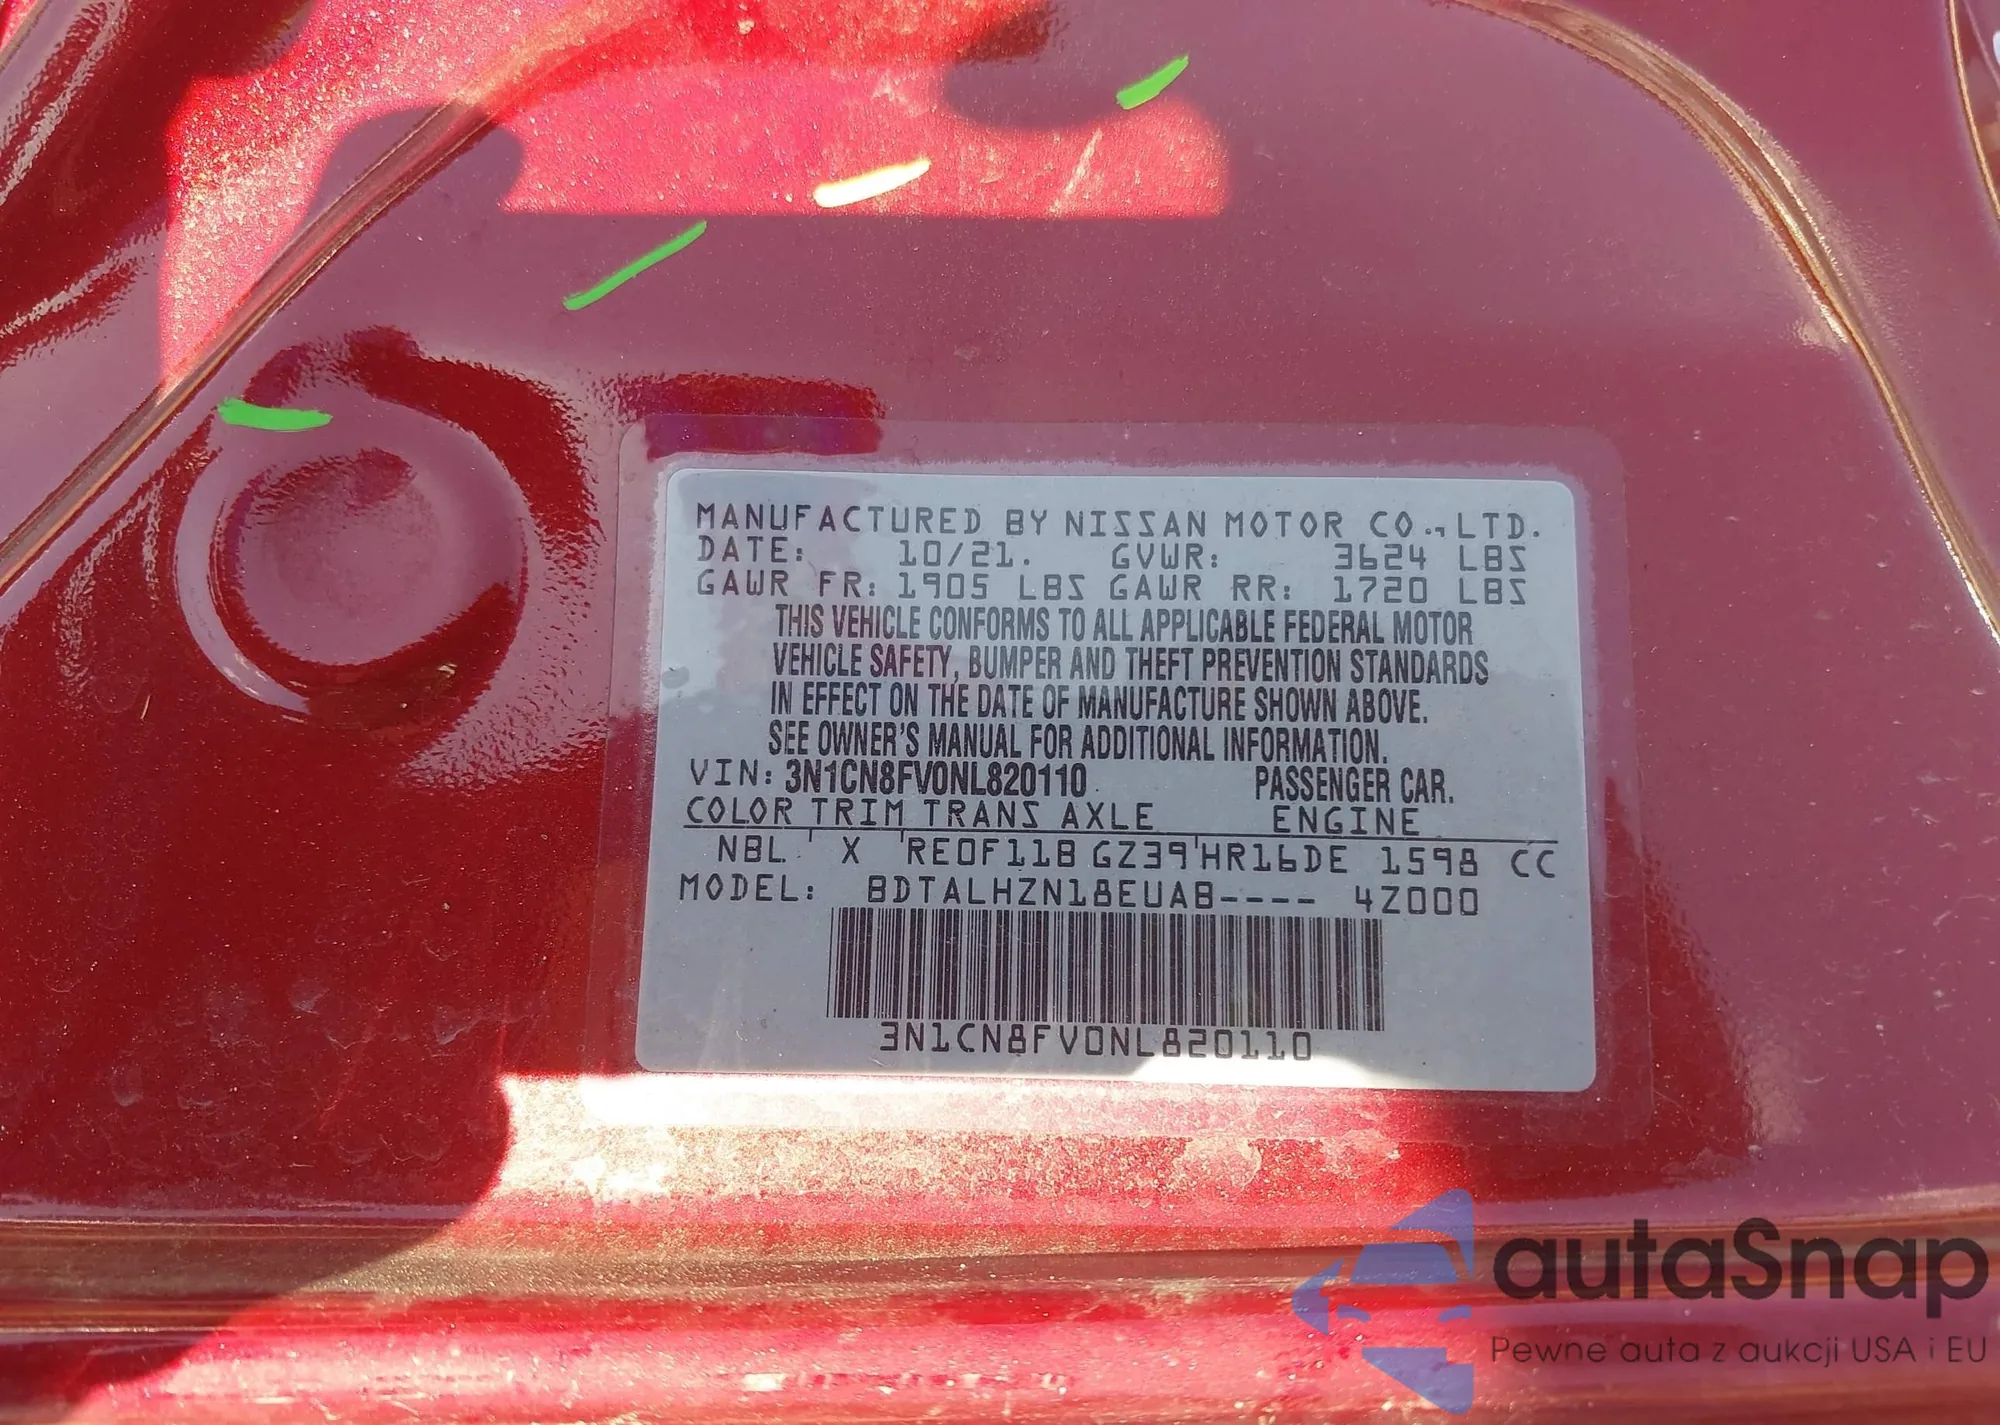 MANUFACTURED BY NISSAN MOTOR CO., LTD.
DATE: 10/21. GVWR: 3624 LBS
GAWR FR: 1905 LBS GAWR RR: 1720 LBS
THIS VEHICLE CONFORMS TO ALL APPLICABLE FEDERAL MOTOR
VEHICLE SAFETY, BUMPER AND THEFT PREVENTION STANDARDS
IN EFFECT ON THE DATE OF MANUFACTURE SHOWN ABOVE.
SEE OWNER'S MANUAL FOR ADDITIONAL INFORMATION.
VIN: 3N1CN8FV0NL820110 PASSENGER CAR.
COLOR TRIM TRANS AXLE ENGINE
NBL X RE0F11B GZ39 HR16DE 1598 CC
MODEL: BDTALHZN18EUAB---- 4Z000
3N1CN8FV0NL820110
autaSnap
Pewne auta z aukcji USA i EU